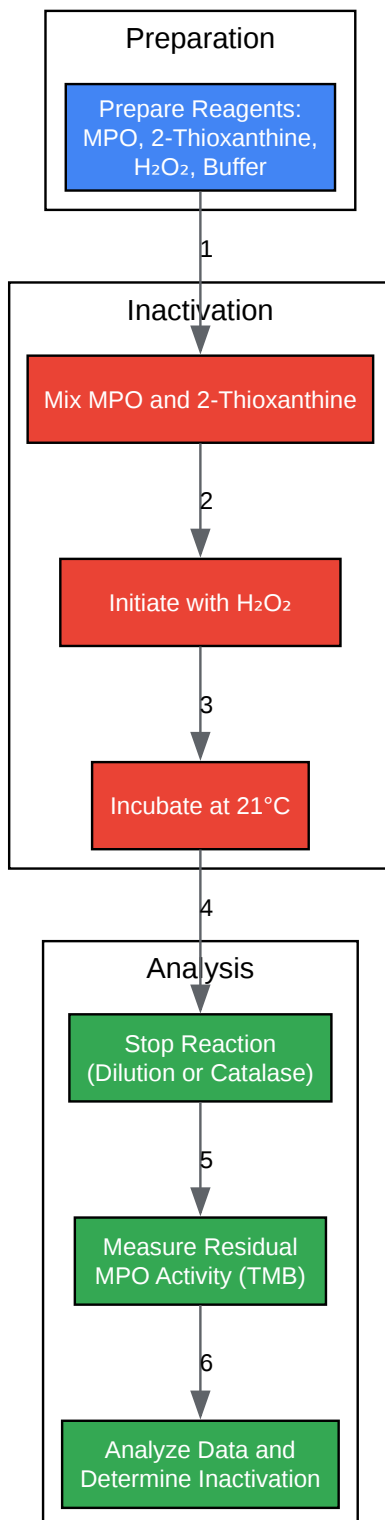 Preparation
Prepare Reagents:
MPO, 2-Thioxanthine,
H₂O₂, Buffer
1
Inactivation
Mix MPO and 2-Thioxanthine
2
Initiate with H₂O₂
3
Incubate at 21°C
4
Analysis
Stop Reaction
(Dilution or Catalase)
5
Measure Residual
MPO Activity (TMB)
6
Analyze Data and
Determine Inactivation